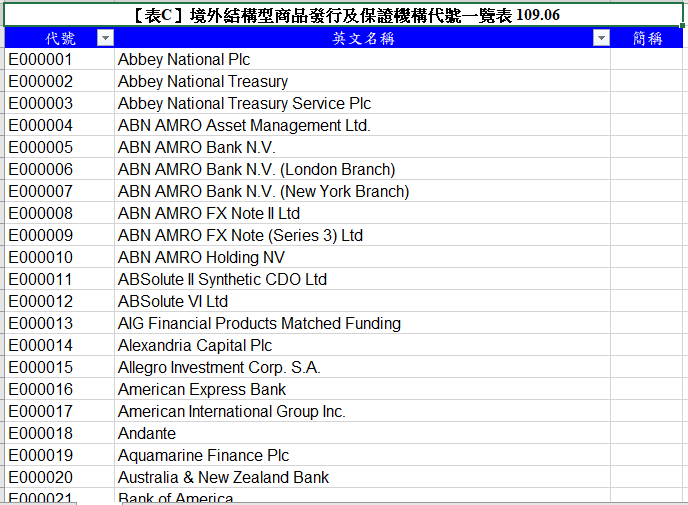 【表C】境外結構型商品發行及保證機構代號一覽表 109.06
代號 英文名稱 簡稱
E000001 Abbey National Plc
E000002 Abbey National Treasury
E000003 Abbey National Treasury Service Plc
E000004 ABN AMRO Asset Management Ltd.
E000005 ABN AMRO Bank N.V.
E000006 ABN AMRO Bank N.V. (London Branch)
E000007 ABN AMRO Bank N.V. (New York Branch)
E000008 ABN AMRO FX Note II Ltd
E000009 ABN AMRO FX Note (Series 3) Ltd
E000010 ABN AMRO Holding NV
E000011 ABSolute II Synthetic CDO Ltd
E000012 ABSolute VI Ltd
E000013 AIG Financial Products Matched Funding
E000014 Alexandria Capital Plc
E000015 Allegro Investment Corp. S.A.
E000016 American Express Bank
E000017 American International Group Inc.
E000018 Andante
E000019 Aquamarine Finance Plc
E000020 Australia & New Zealand Bank
E000021 Bank of America